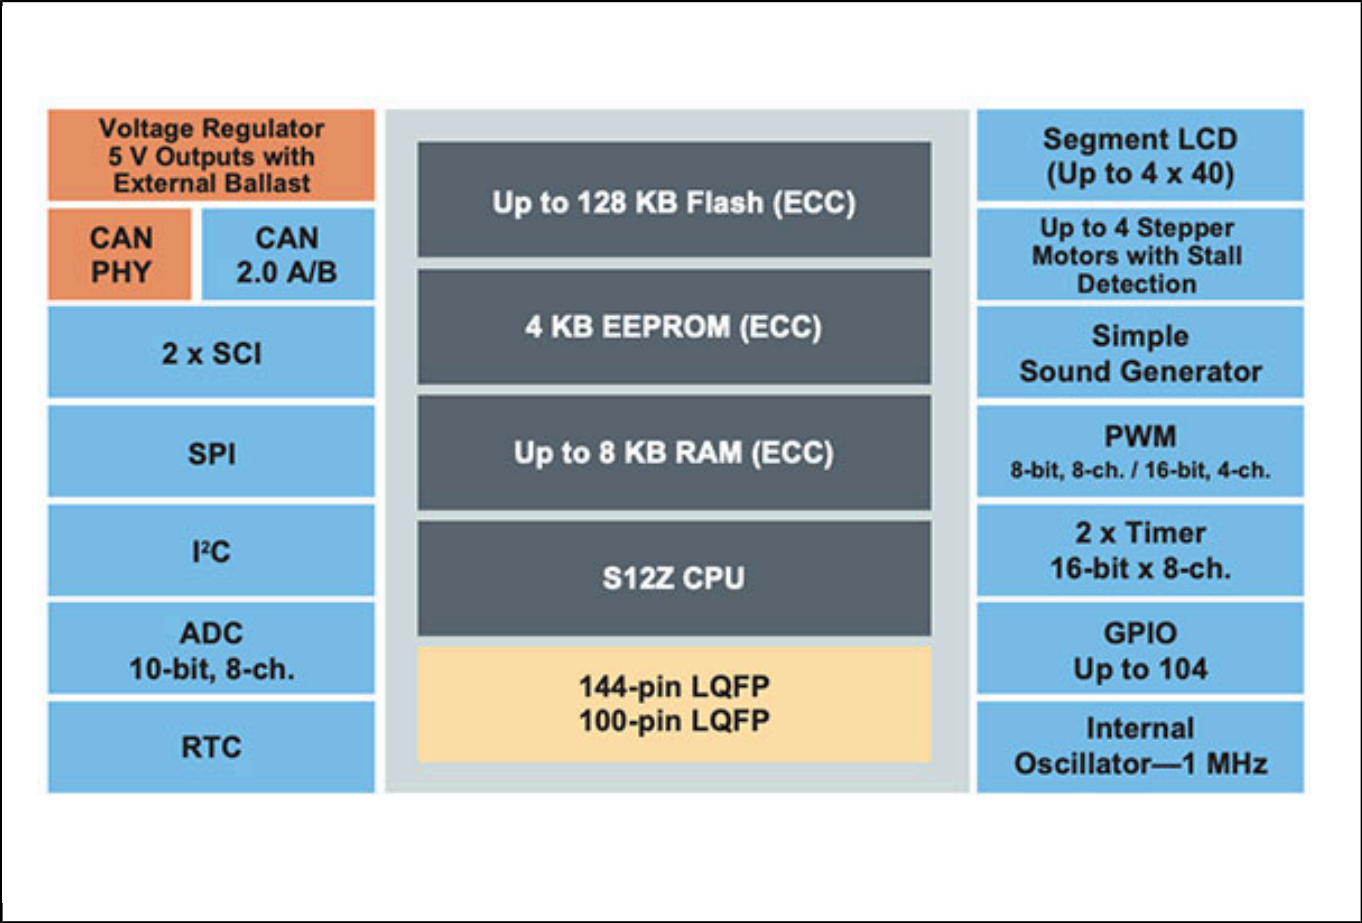 Voltage Regulator
5 V Outputs with
External Ballast
CAN
PHY
CAN
2.0 A/B
2 x SCI
SPI
I²C
ADC
10-bit, 8-ch.
RTC
Up to 128 KB Flash (ECC)
4 KB EEPROM (ECC)
Up to 8 KB RAM (ECC)
S12Z CPU
144-pin LQFP
100-pin LQFP
Segment LCD
(Up to 4 x 40)
Up to 4 Stepper
Motors with Stall
Detection
Simple
Sound Generator
PWM
8-bit, 8-ch. / 16-bit, 4-ch.
2 x Timer
16-bit x 8-ch.
GPIO
Up to 104
Internal
Oscillator—1 MHz